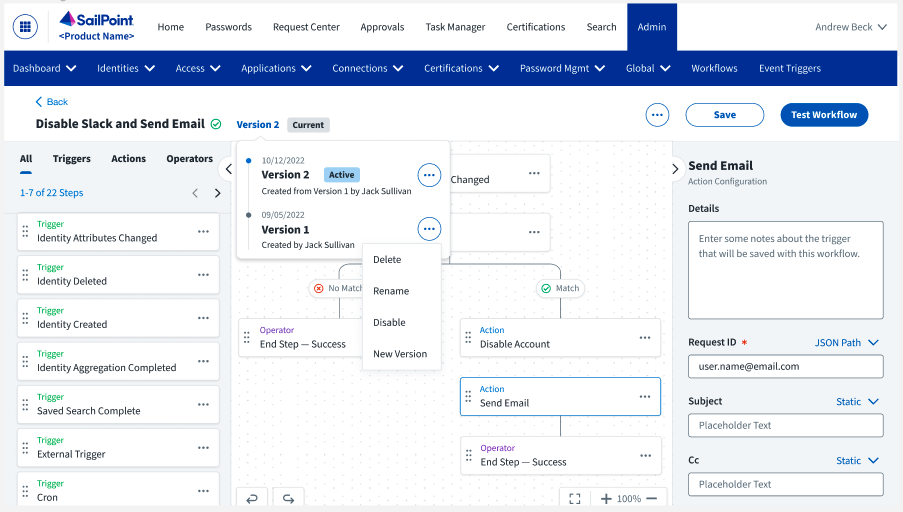 SailPoint
<Product Name>
Home
Passwords
Request Center
Approvals
Task Manager
Certifications
Search
Admin
Andrew Beck
Dashboard
Identities
Access
Applications
Connections
Certifications
Password Mgmt
Global
Workflows
Event Triggers
Back
Disable Slack and Send Email
Version 2
Current
Save
Test Workflow
All
Triggers
Actions
Operators
1-7 of 22 Steps
Trigger
Identity Attributes Changed
Trigger
Identity Deleted
Trigger
Identity Created
Trigger
Identity Aggregation Completed
Trigger
Saved Search Complete
Trigger
External Trigger
Trigger
Cron
10/12/2022
Version 2
Active
Created from Version 1 by Jack Sullivan
09/05/2022
Version 1
Created by Jack Sullivan
Delete
Rename
Disable
New Version
Changed
No Match
Match
Operator
End Step — Success
Action
Disable Account
Action
Send Email
Operator
End Step — Success
100%
Send Email
Action Configuration
Details
Enter some notes about the trigger
that will be saved with this workflow.
Request ID *
JSON Path
user.name@email.com
Subject
Static
Placeholder Text
Cc
Static
Placeholder Text